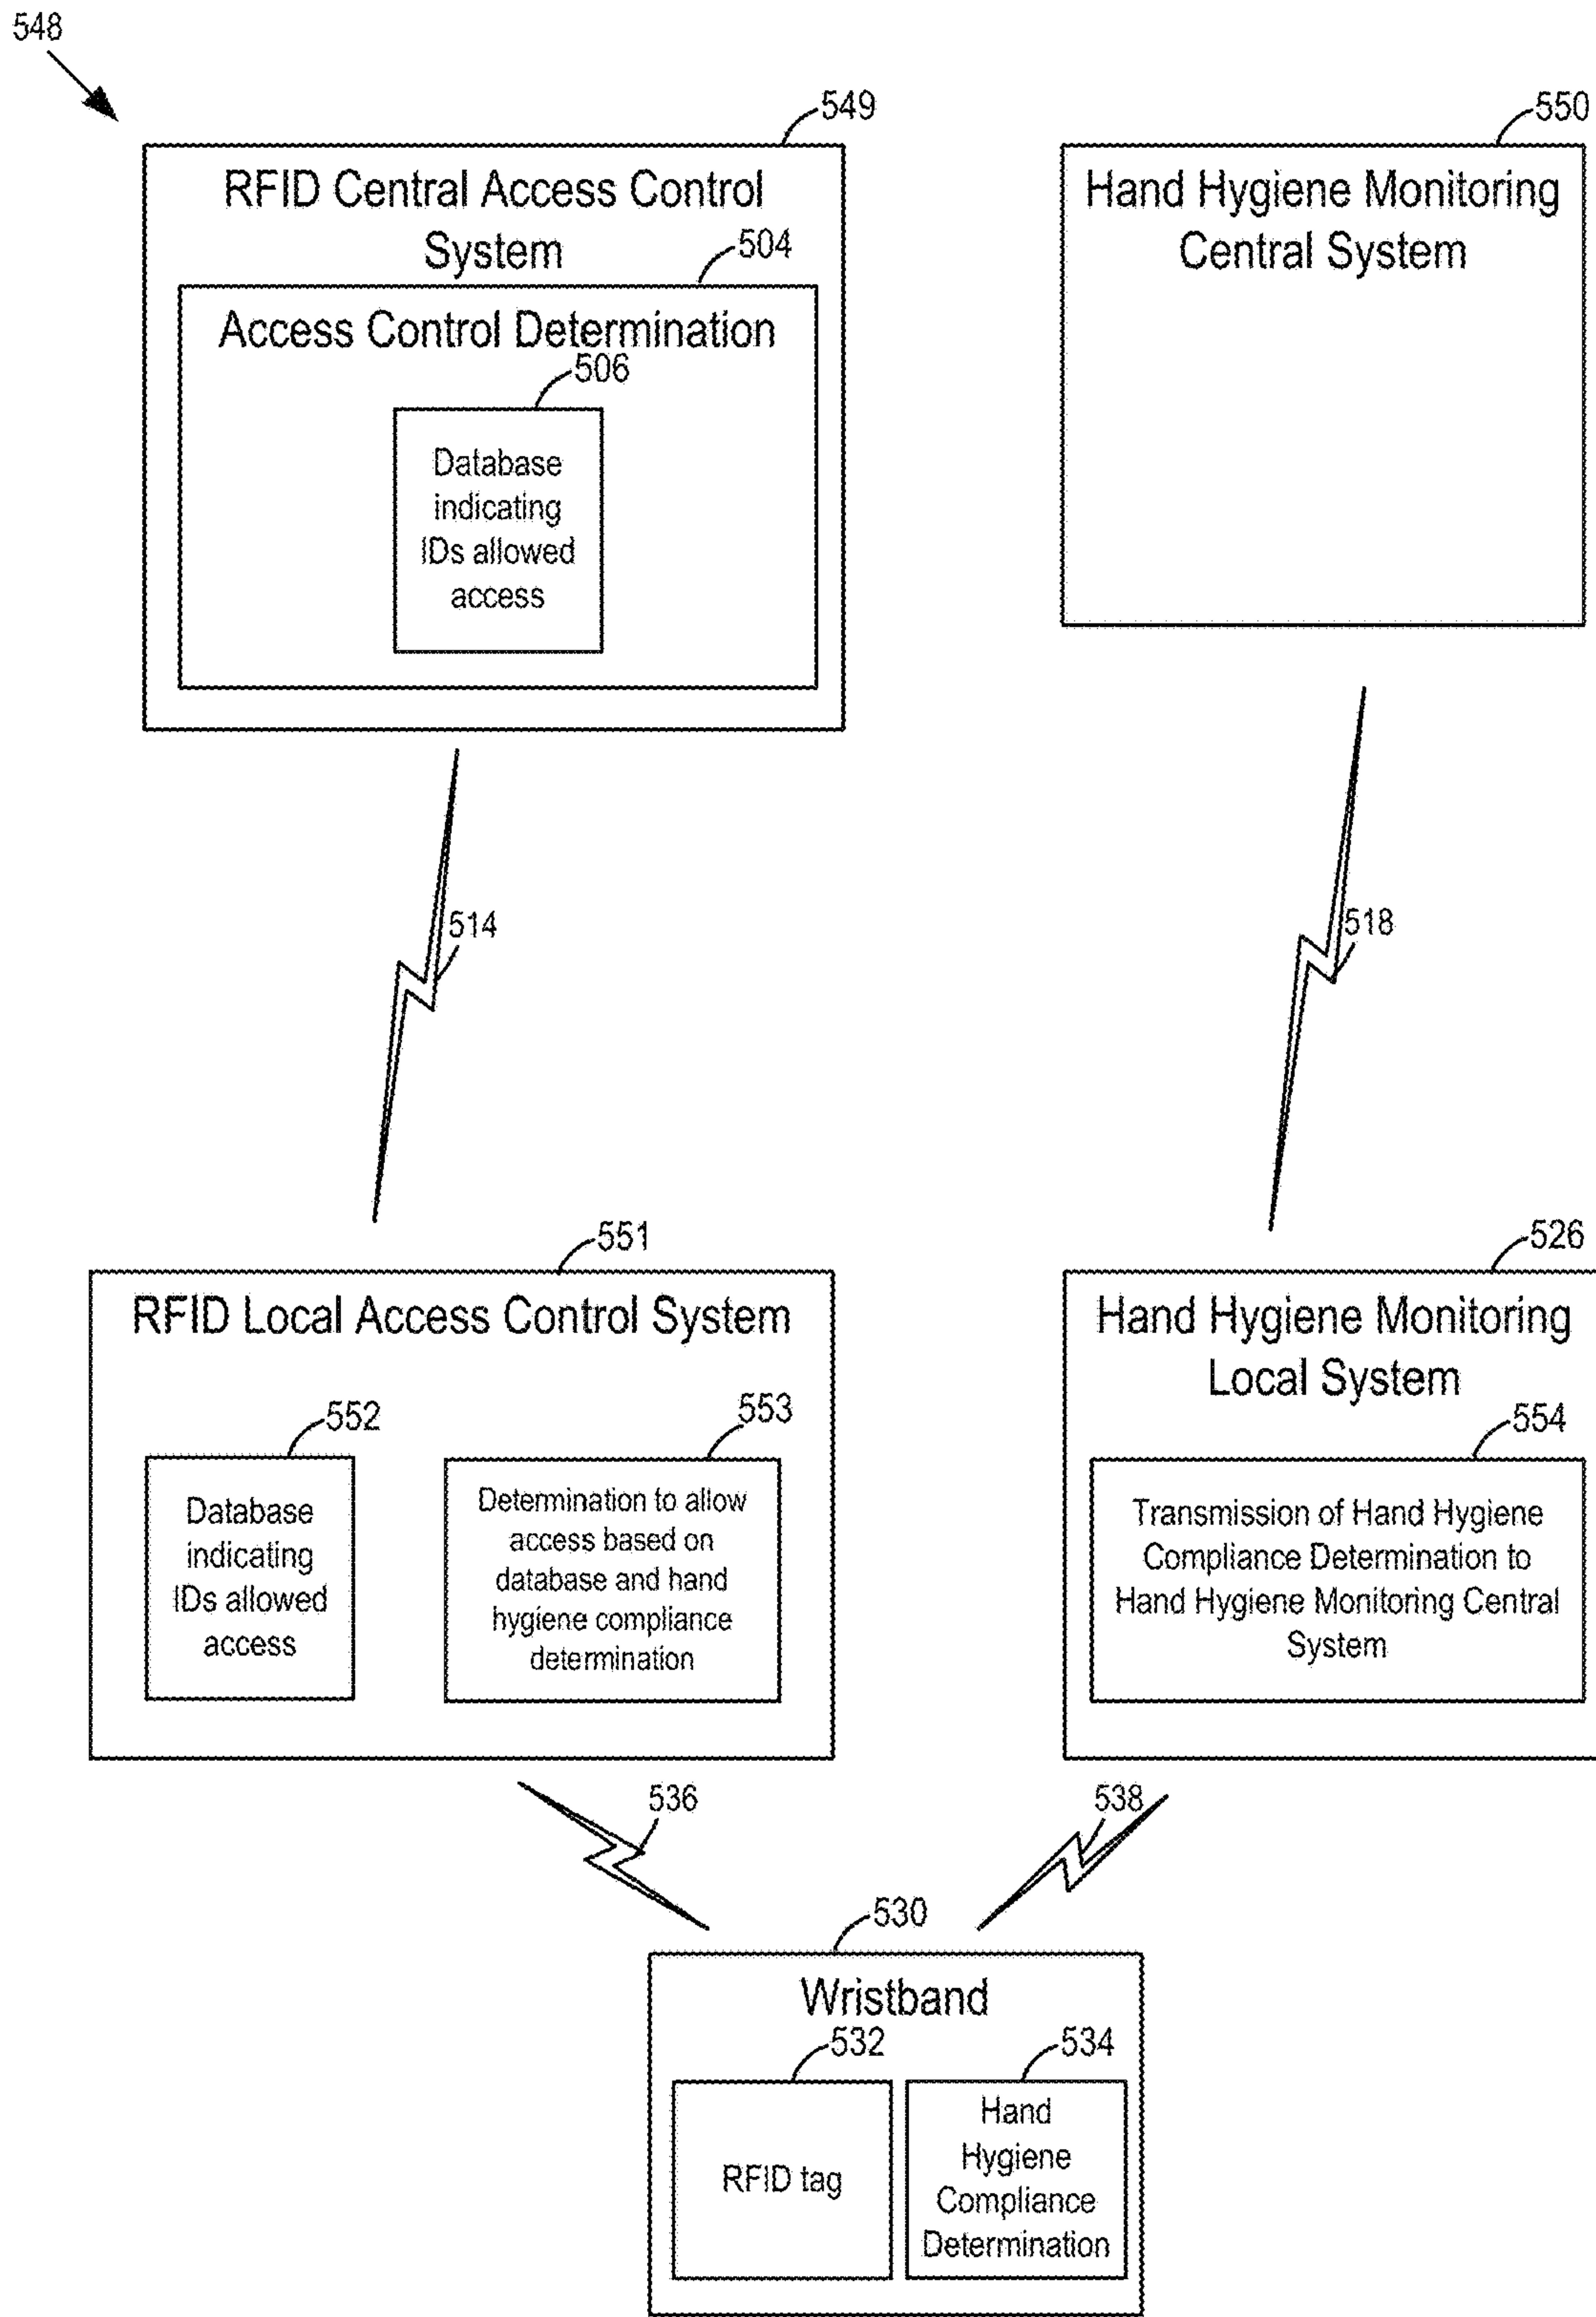 548
549
RFID Central Access Control
System
504
Access Control Determination
506
Database
indicating
IDs allowed
access
550
Hand Hygiene Monitoring
Central System
514
518
551
RFID Local Access Control System
552
Database
indicating
IDs allowed
access
553
Determination to allow
access based on
database and hand
hygiene compliance
determination
526
Hand Hygiene Monitoring
Local System
554
Transmission of Hand Hygiene
Compliance Determination to
Hand Hygiene Monitoring Central
System
536
538
530
Wristband
532
RFID tag
534
Hand
Hygiene
Compliance
Determination